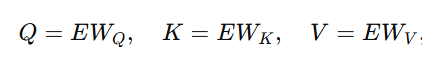 Q = EW_Q,  K = EW_K,  V = EW_V,